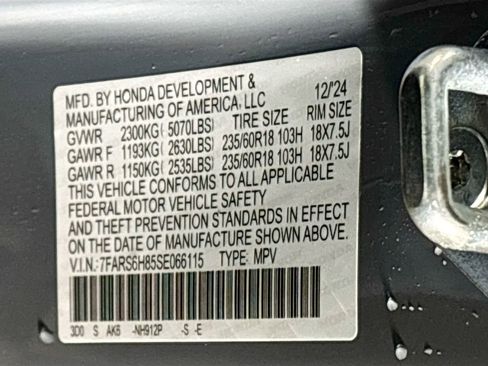 MFD. BY HONDA DEVELOPMENT & 12/'24
MANUFACTURING OF AMERICA, LLC
GVWR 2300KG( 5070LBS) TIRE SIZE RIM SIZE
GAWR F 1193KG ( 2630LBS) 235/60R18 103H 18X7.5J
GAWR R 1150KG ( 2535LBS) 235/60R18 103H 18X7.5J
THIS VEHICLE CONFORMS TO ALL APPLICABLE
FEDERAL MOTOR VEHICLE SAFETY
AND THEFT PREVENTION STANDARDS IN EFFECT
ON THE DATE OF MANUFACTURE SHOWN ABOVE.
V.I.N.:7FARS6H85SE066115 TYPE: MPV
3D0 S AK6 -NH912P -S -E